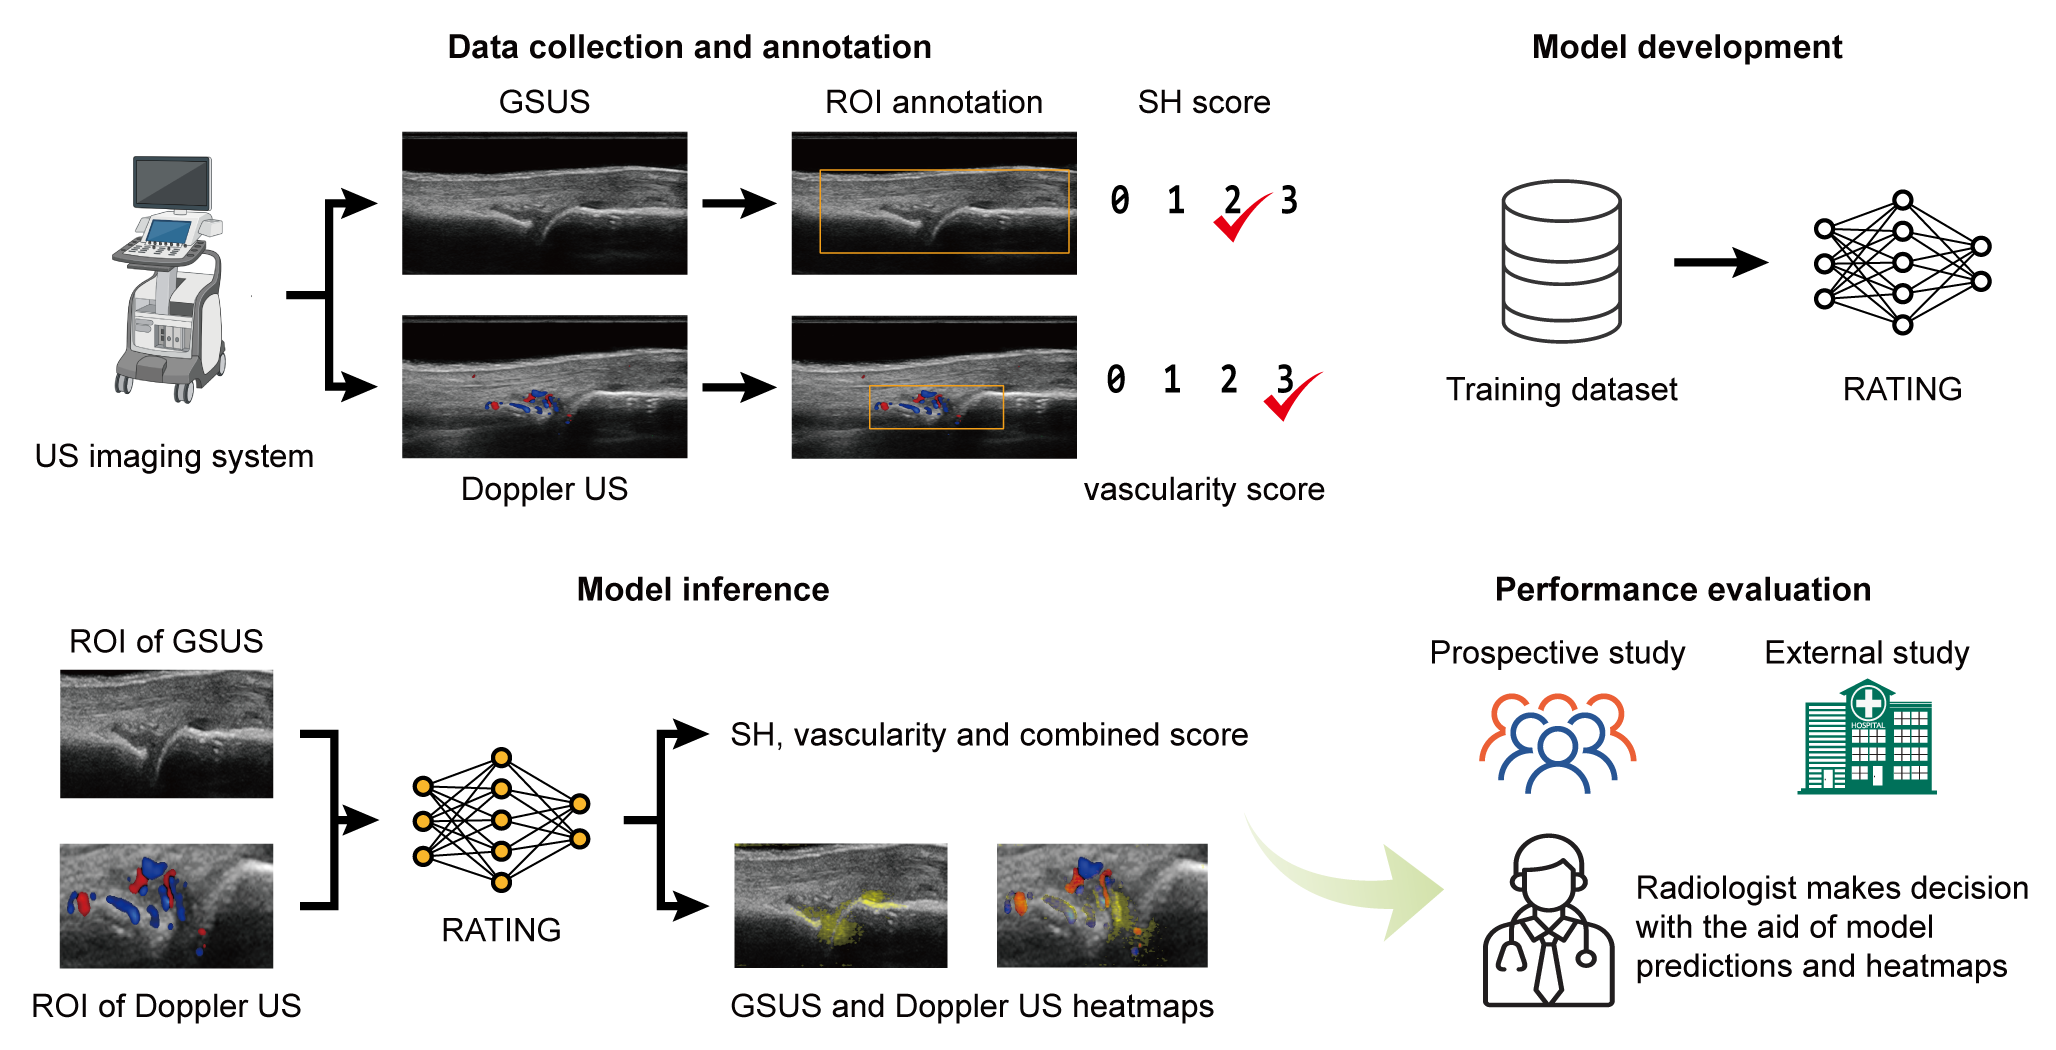 Data collection and annotation
GSUS
ROI annotation
SH score
0 1 2 3
US imaging system
Doppler US
0 1 2 3
vascularity score
Model development
Training dataset
RATING
Model inference
ROI of GSUS
ROI of Doppler US
RATING
SH, vascularity and combined score
GSUS and Doppler US heatmaps
Performance evaluation
Prospective study
External study
HOSPITAL
Radiologist makes decision
with the aid of model
predictions and heatmaps